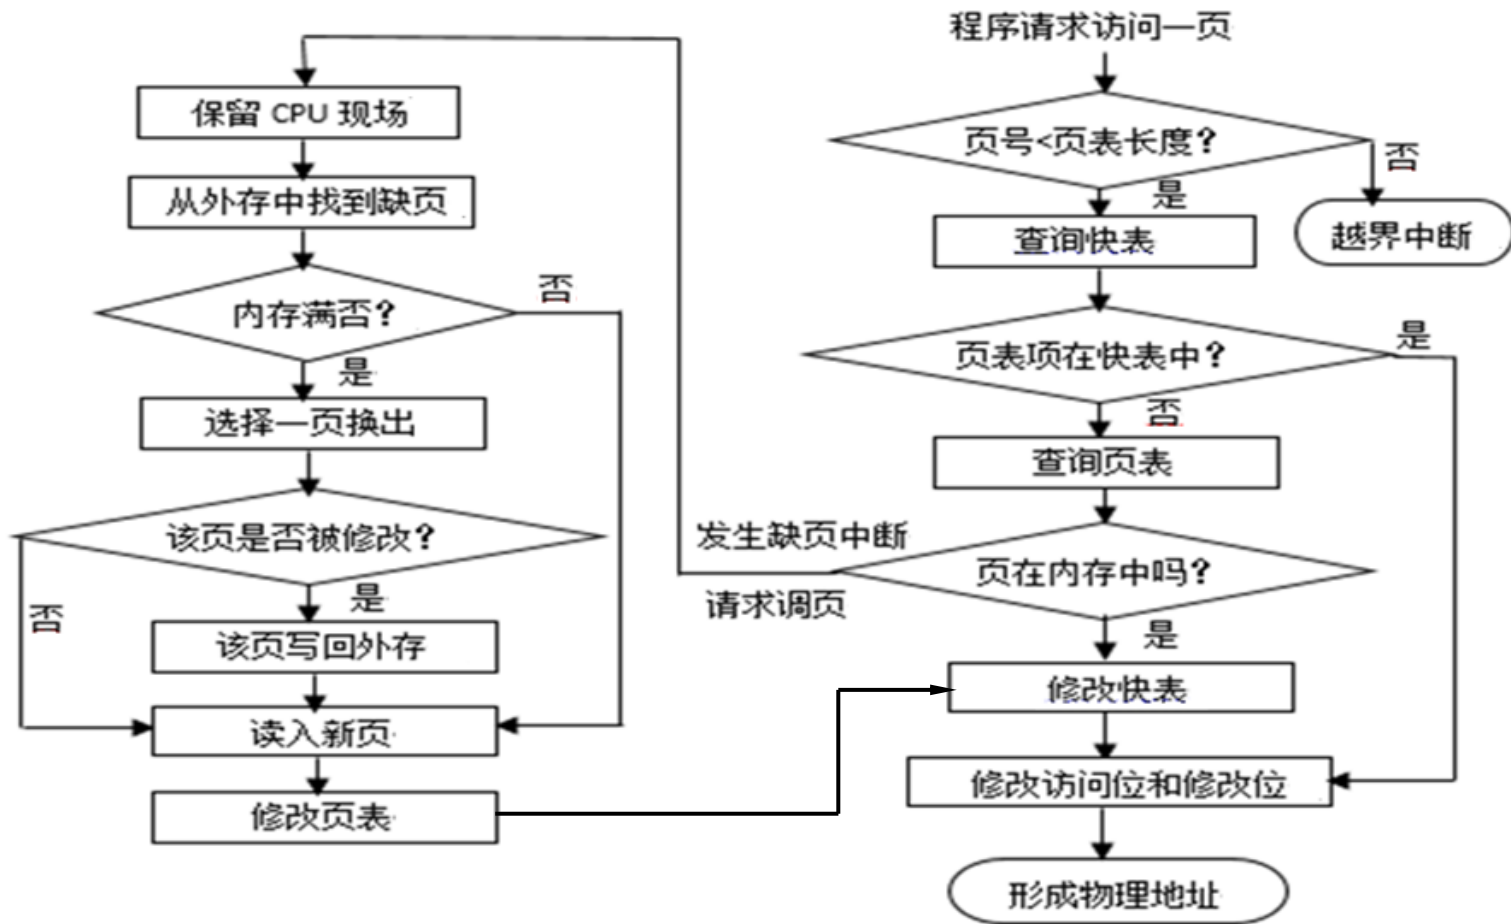 程序请求访问一页
页号<页表长度?
否
是
越界中断
查询快表
页表项在快表中?
是
否
查询页表
页在内存中吗?
发生缺页中断
请求调页
是
修改快表
修改访问位和修改位
形成物理地址
保留 CPU 现场
从外存中找到缺页
内存满否?
否
是
选择一页换出
该页是否被修改?
否
是
该页写回外存
读入新页
修改页表